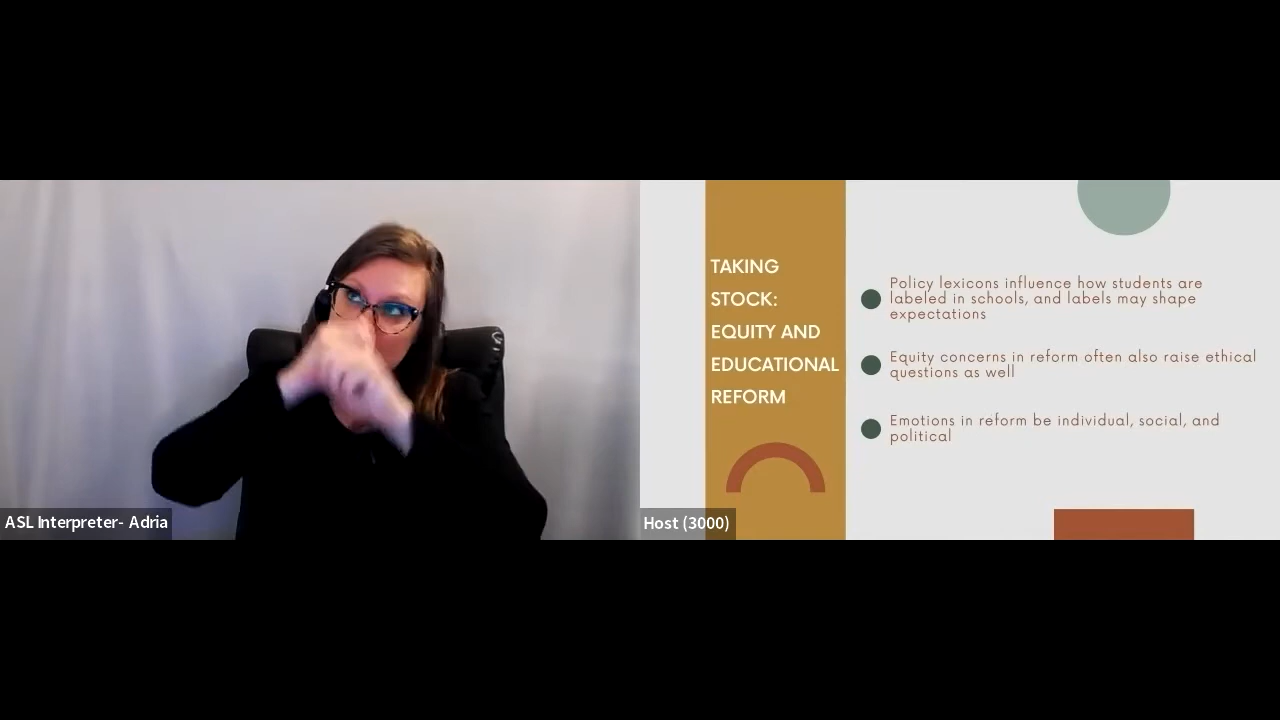 TAKING
STOCK:
EQUITY AND
EDUCATIONAL
REFORM
Policy lexicons influence how students are
labeled in schools, and labels may shape
expectations
Equity concerns in reform often also raise ethical
questions as well
Emotions in reform be individual, social, and
political
ASL Interpreter- Adria
Host (3000)